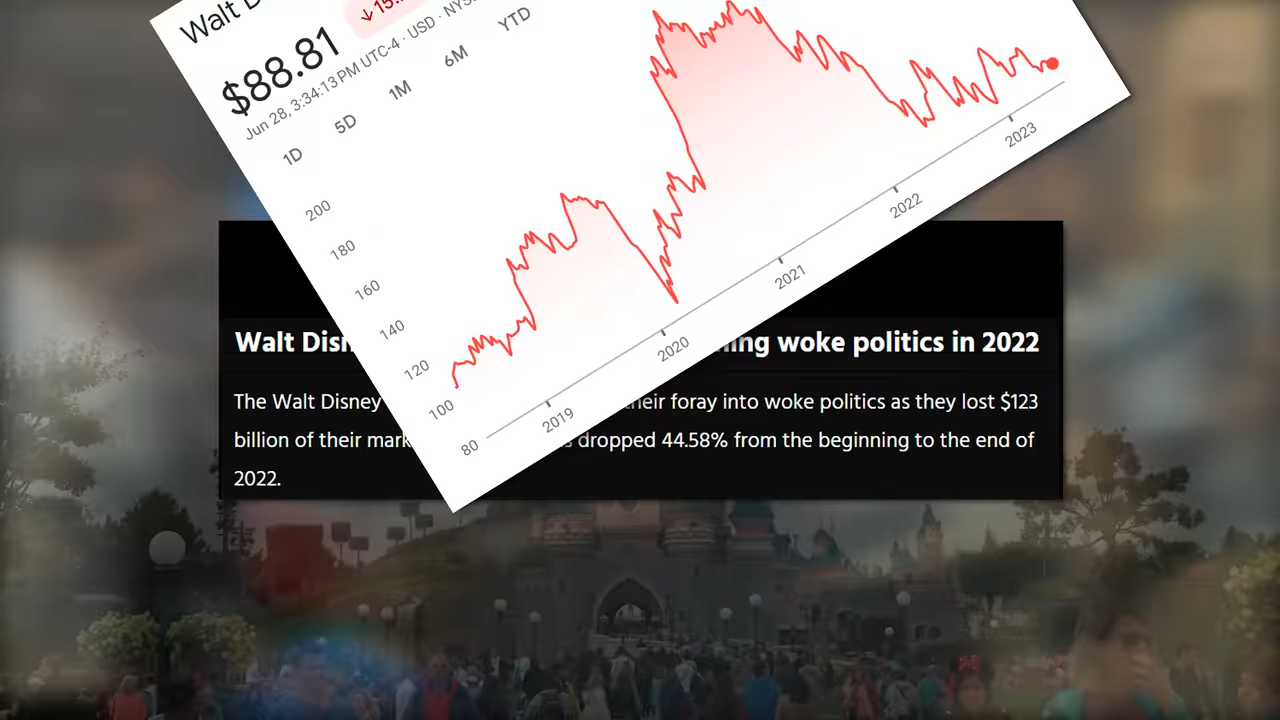 Walt D
$88.81
↓ 15.
Jun 28, 3:34:13 PM UTC-4 · USD · NYS
1D 5D 1M 6M YTD
200
180
160
140
120
100
80
2019 2020 2021 2022 2023
Walt Disn ing woke politics in 2022
The Walt Disney heir foray into woke politics as they lost $123
billion of their mark dropped 44.58% from the beginning to the end of
2022.